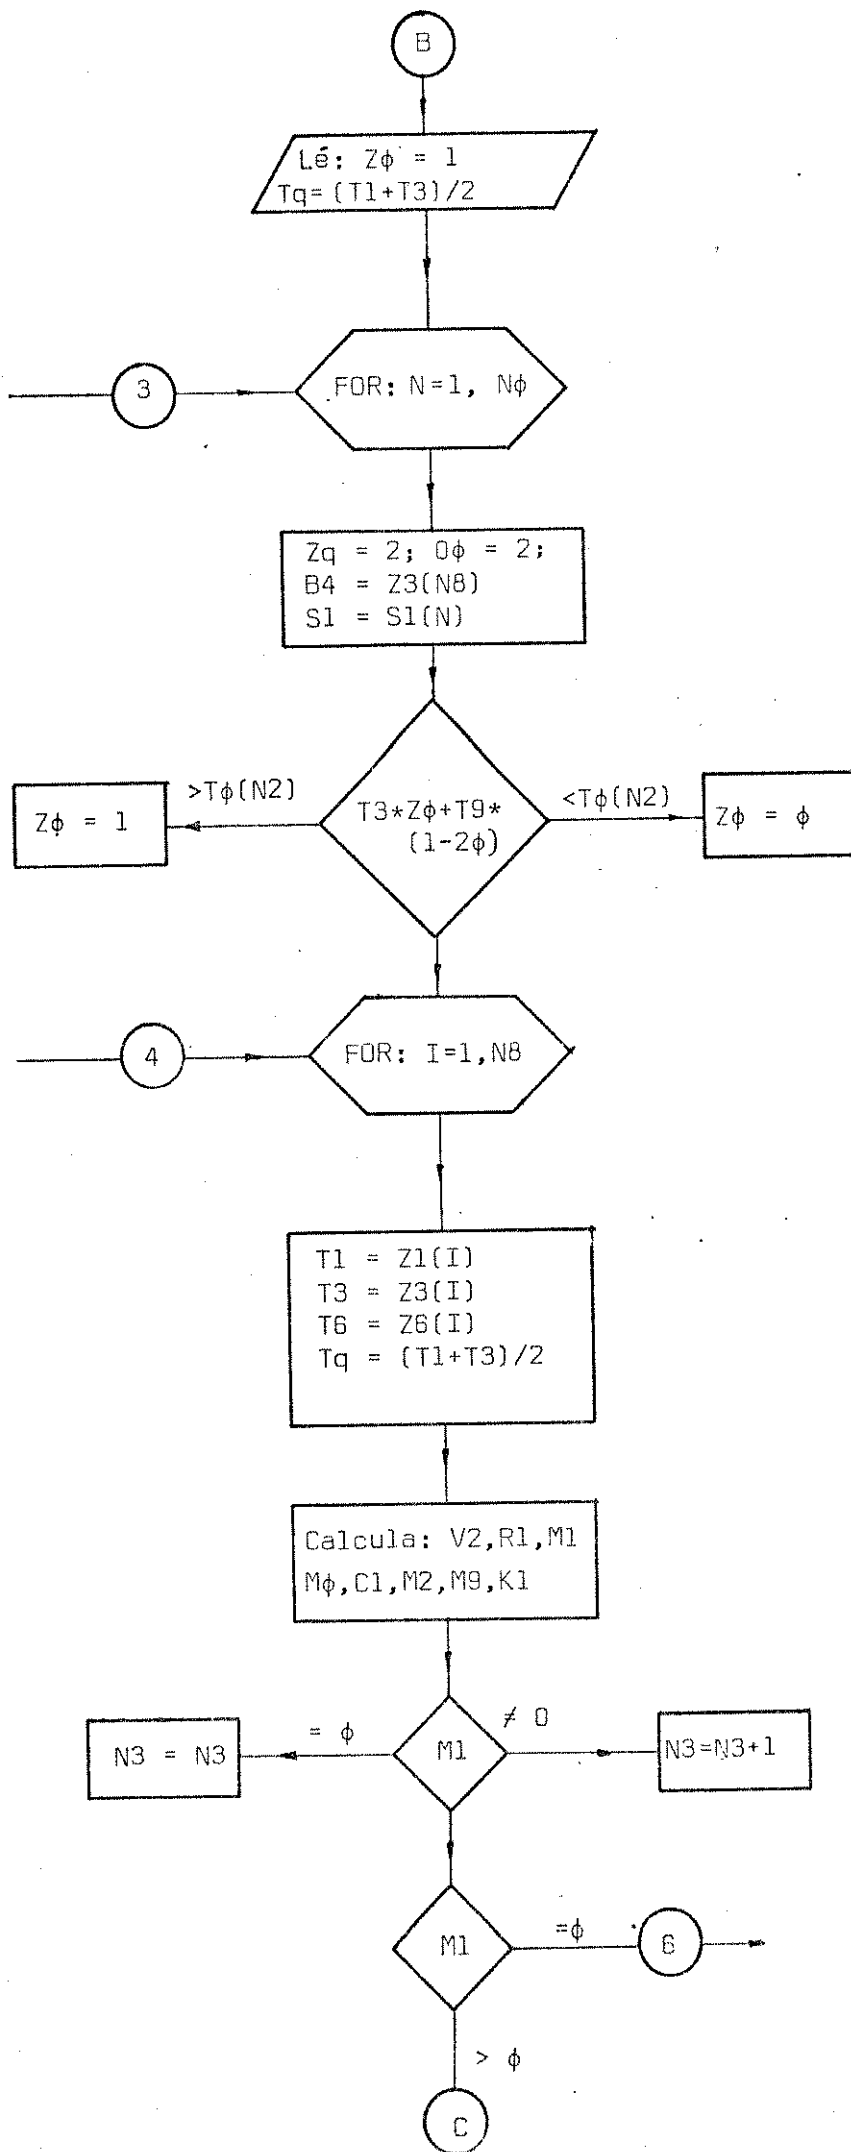 B
Lê: Zφ = 1
Tq=(T1+T3)/2
3
FOR: N=1, Nφ
Zq = 2; Oφ = 2;
B4 = Z3(N8)
S1 = S1(N)
>Tφ(N2)
<Tφ(N2)
Zφ = 1
T3*Zφ+T9*
(1-2φ)
Zφ = φ
4
FOR: I=1,N8
T1 = Z1(I)
T3 = Z3(I)
T6 = Z6(I)
Tq = (T1+T3)/2
Calcula: V2,R1,M1
Mφ,C1,M2,M9,K1
= φ
≠ 0
N3 = N3
M1
N3=N3+1
M1
=φ
6
> φ
C